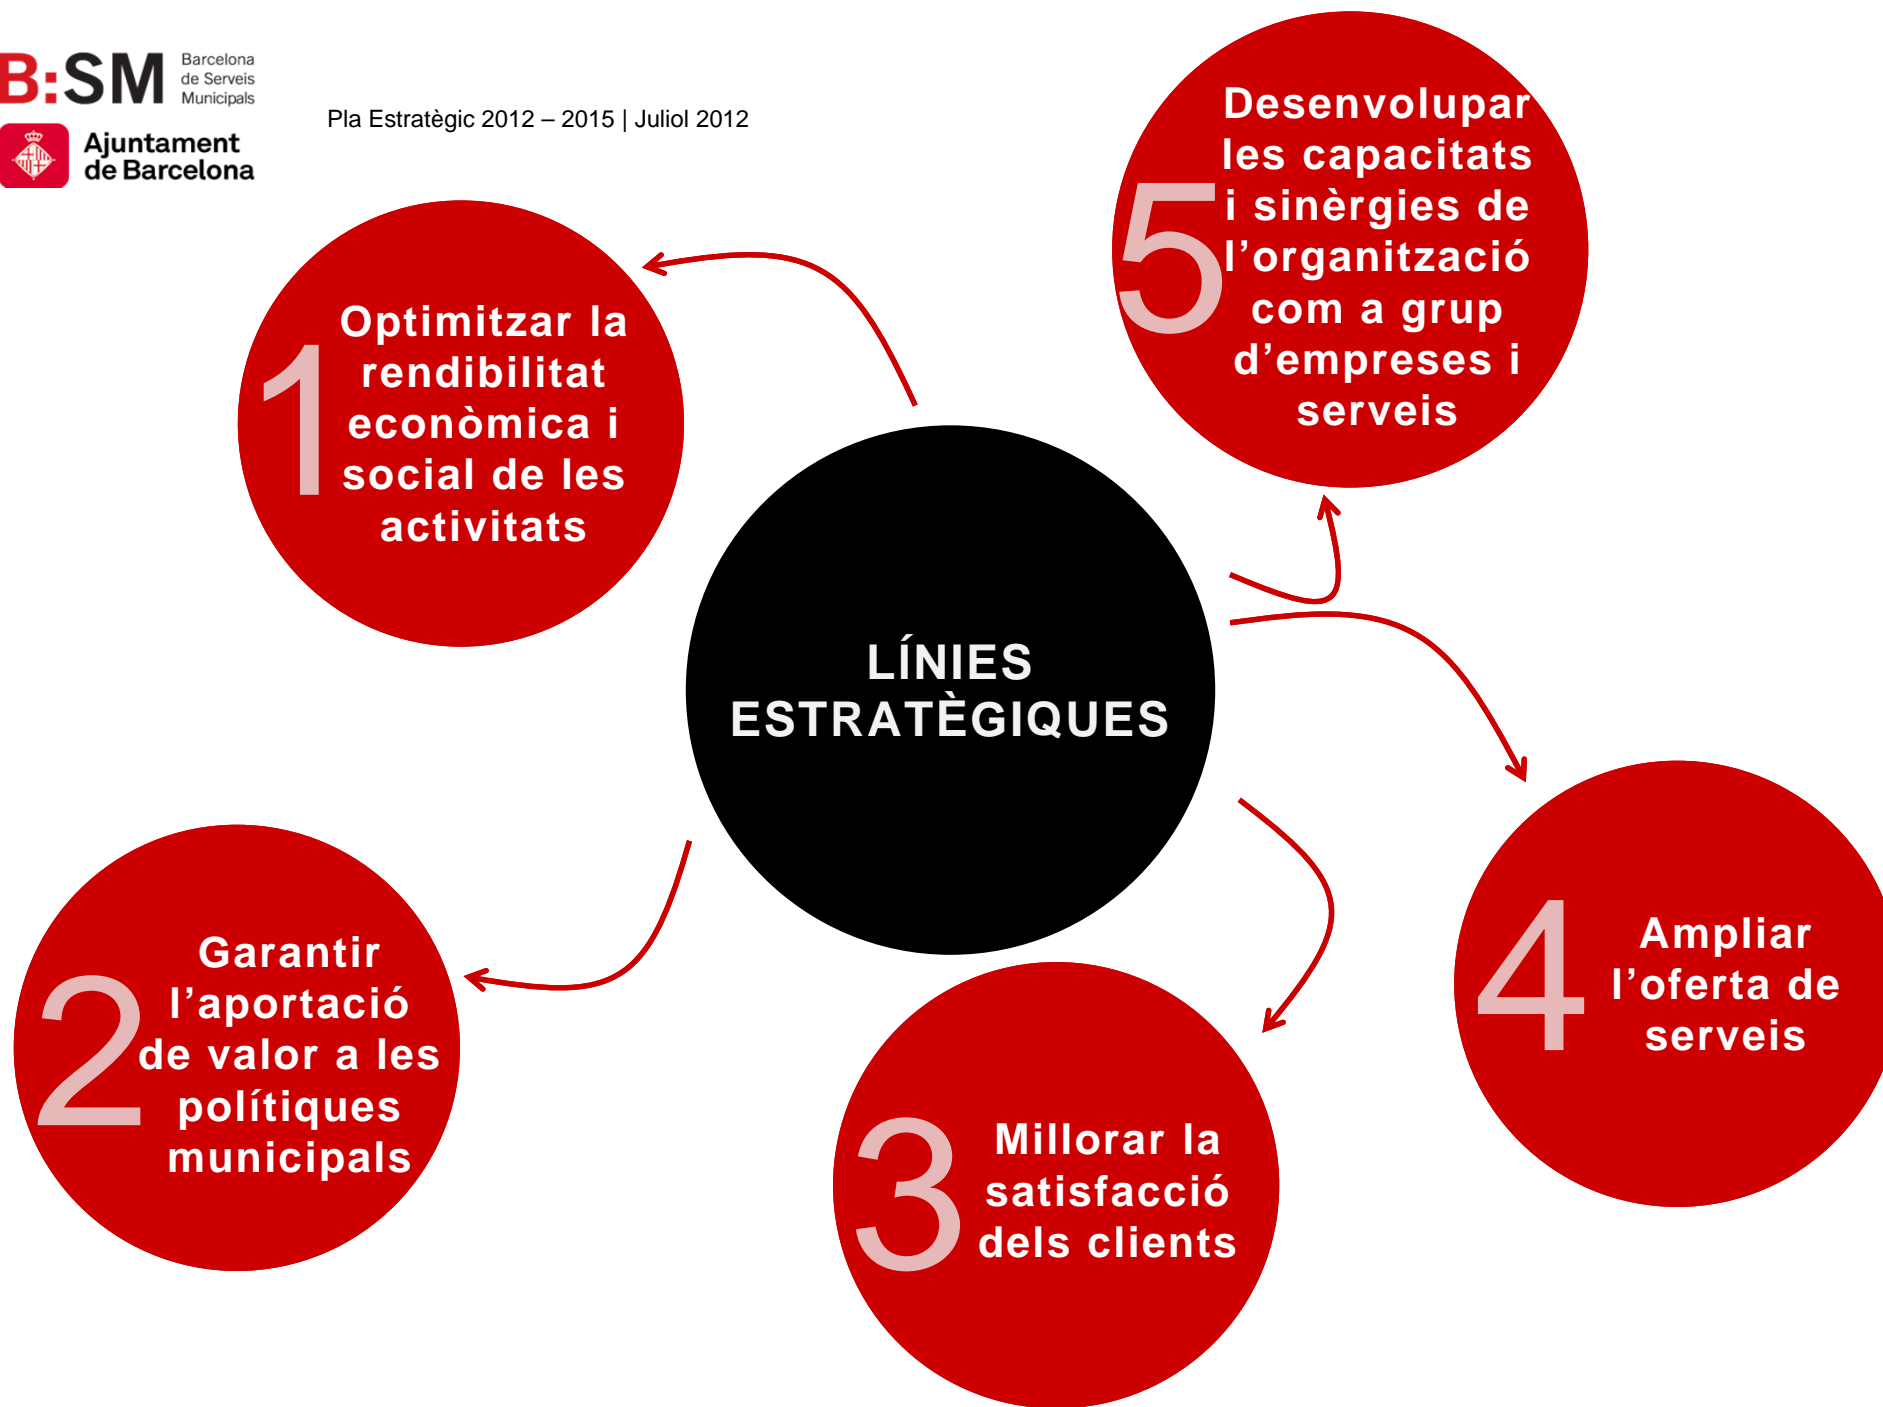 B:SM
Barcelona
de Serveis
Municipals
Ajuntament
de Barcelona
Pla Estratègic 2012 – 2015 | Juliol 2012
1
Optimitzar la
rendibilitat
econòmica i
social de les
activitats
2
Garantir
l’aportació
de valor a les
polítiques
municipals
LÍNIES
ESTRATÈGIQUES
3
Millorar la
satisfacció
dels clients
4
Ampliar
l’oferta de
serveis
5
Desenvolupar
les capacitats
i sinèrgies de
l’organització
com a grup
d’empreses i
serveis